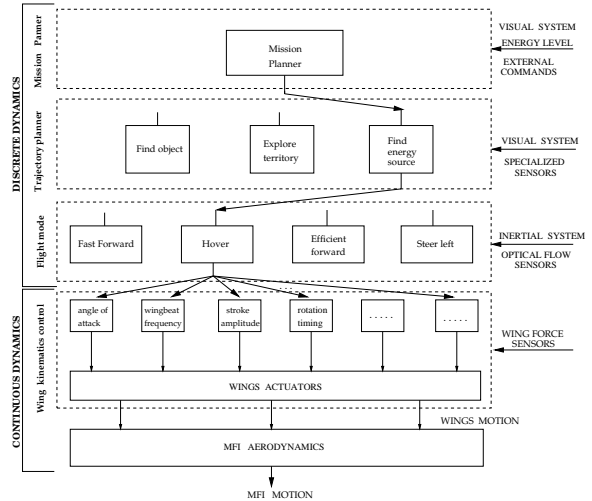 DISCRETE DYNAMICS
Mission Panner
Mission
Planner
VISUAL SYSTEM
ENERGY LEVEL
EXTERNAL
COMMANDS
Trajectory planner
Find object
Explore
territory
Find
energy
source
VISUAL SYSTEM
SPECIALIZED
SENSORS
Flight mode
Fast Forward
Hover
Efficient
forward
Steer left
INERTIAL SYSTEM
OPTICAL FLOW
SENSORS
. . .
CONTINUOUS DYNAMICS
Wing kinematics control
angle of
attack
wingbeat
frequency
stroke
amplitude
rotation
timing
. . . . .
. . . . .
WING FORCE
SENSORS
WINGS ACTUATORS
WINGS MOTION
MFI AERODYNAMICS
MFI MOTION